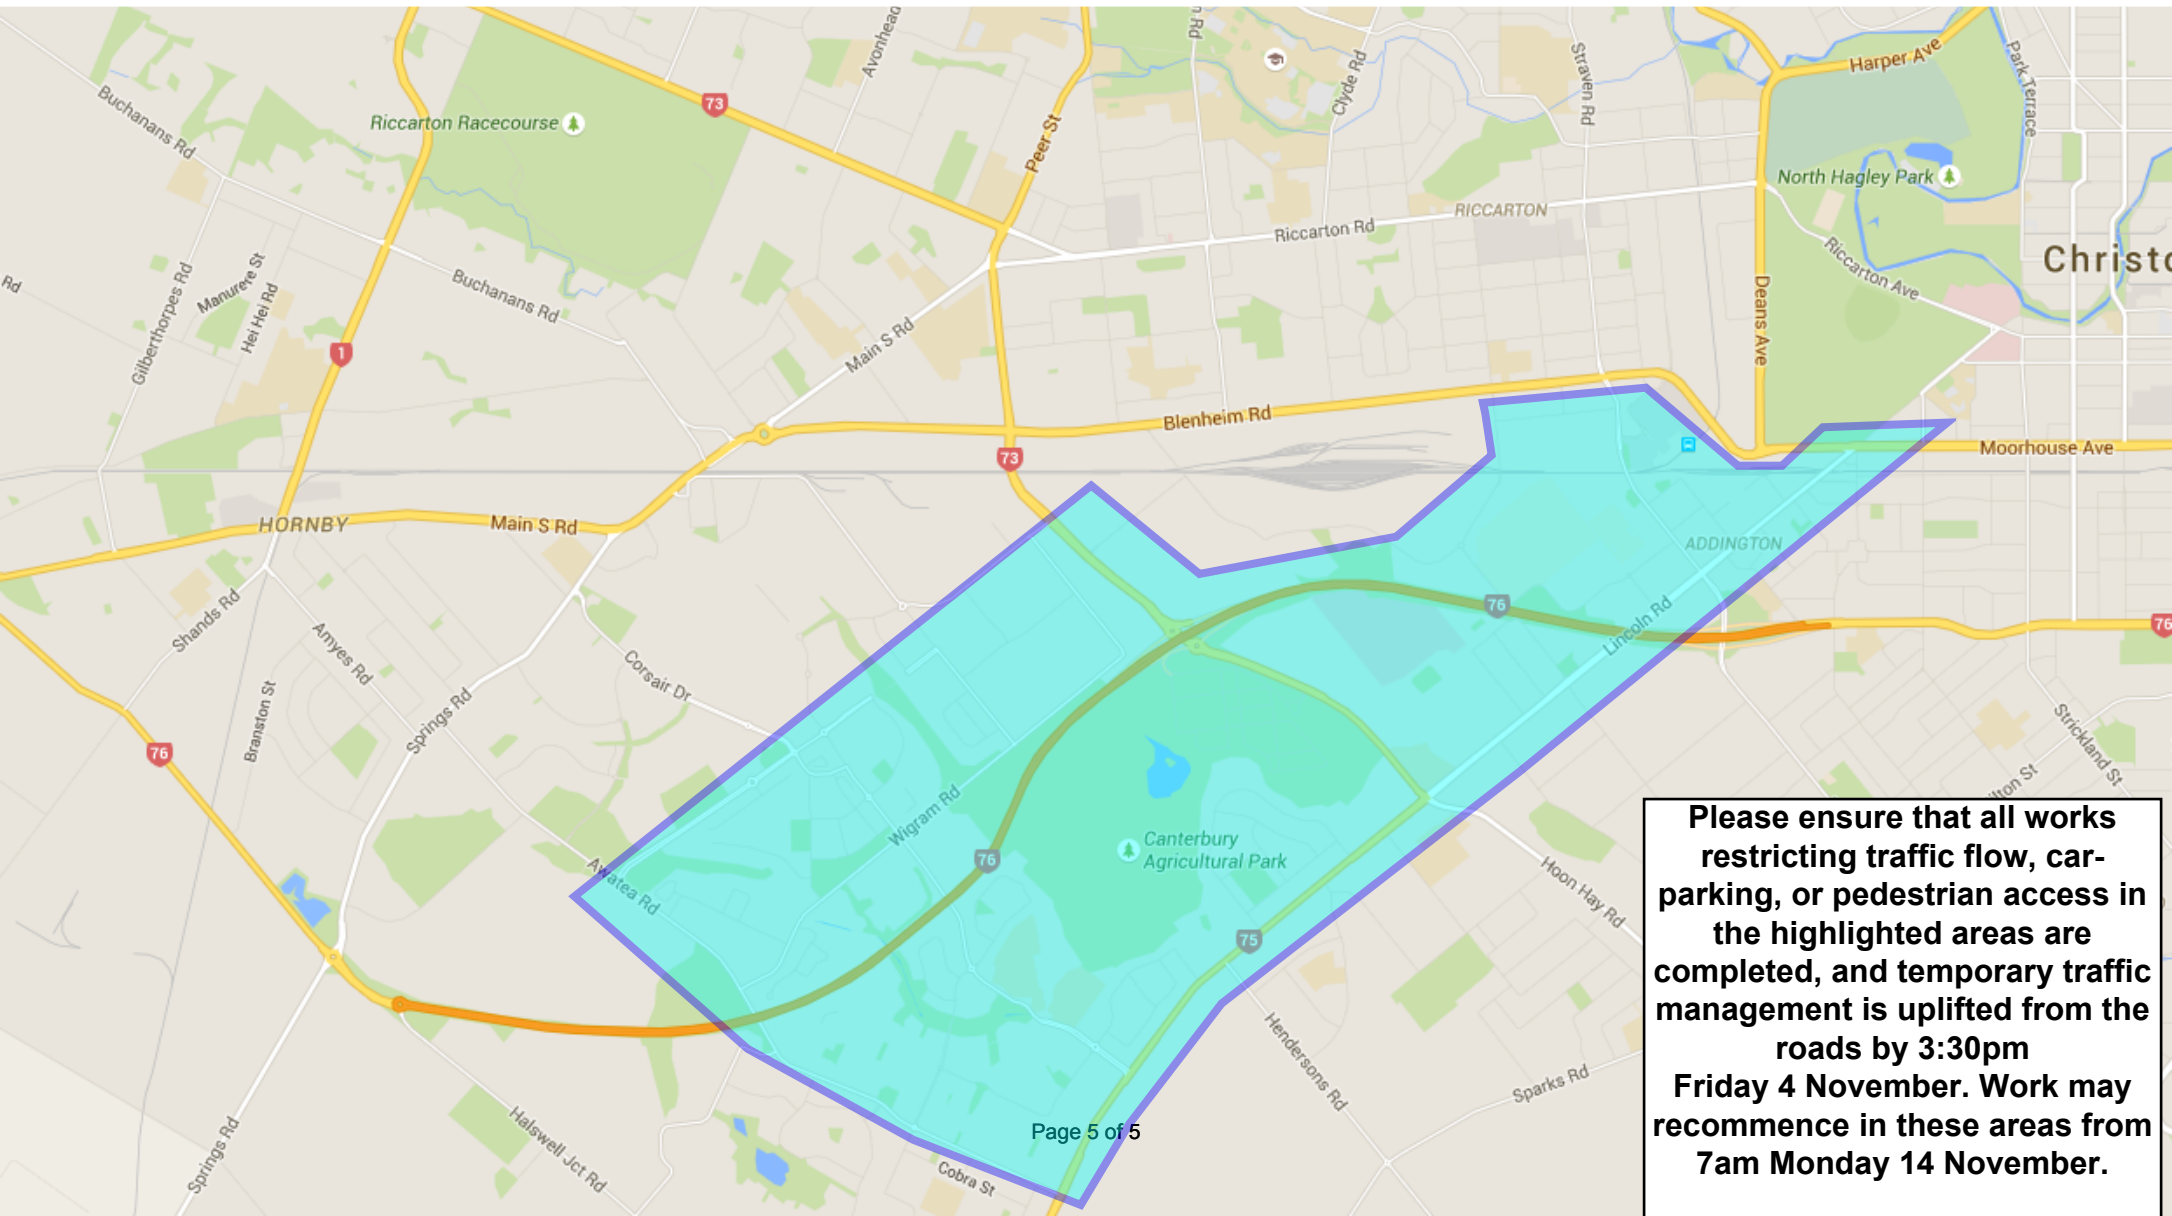 Avonhead
Rd
Clyde Rd
Straven Rd
Harper Ave
Park Terrace
Buchanans Rd
Riccarton Racecourse
73
Peer St
North Hagley Park
RICCARTON
Riccarton Rd
Christc
Riccarton Ave
Rd
Gilberthorpes Rd
Manurere St
Hei Hei Rd
Buchanans Rd
Deans Ave
1
Main S Rd
Blenheim Rd
Moorhouse Ave
73
HORNBY
Main S Rd
ADDINGTON
76
Lincoln Rd
76
Shands Rd
Amyes Rd
Corsair Dr
Branston St
Springs Rd
76
Strickland St
ilton St
Wigram Rd
Canterbury
Agricultural Park
76
Awatea Rd
Hoon Hay Rd
75
Hendersons Rd
Sparks Rd
Halswell Jct Rd
Springs Rd
Cobra St
Page 5 of 5
Please ensure that all works
restricting traffic flow, car-
parking, or pedestrian access in
the highlighted areas are
completed, and temporary traffic
management is uplifted from the
roads by 3:30pm
Friday 4 November. Work may
recommence in these areas from
7am Monday 14 November.